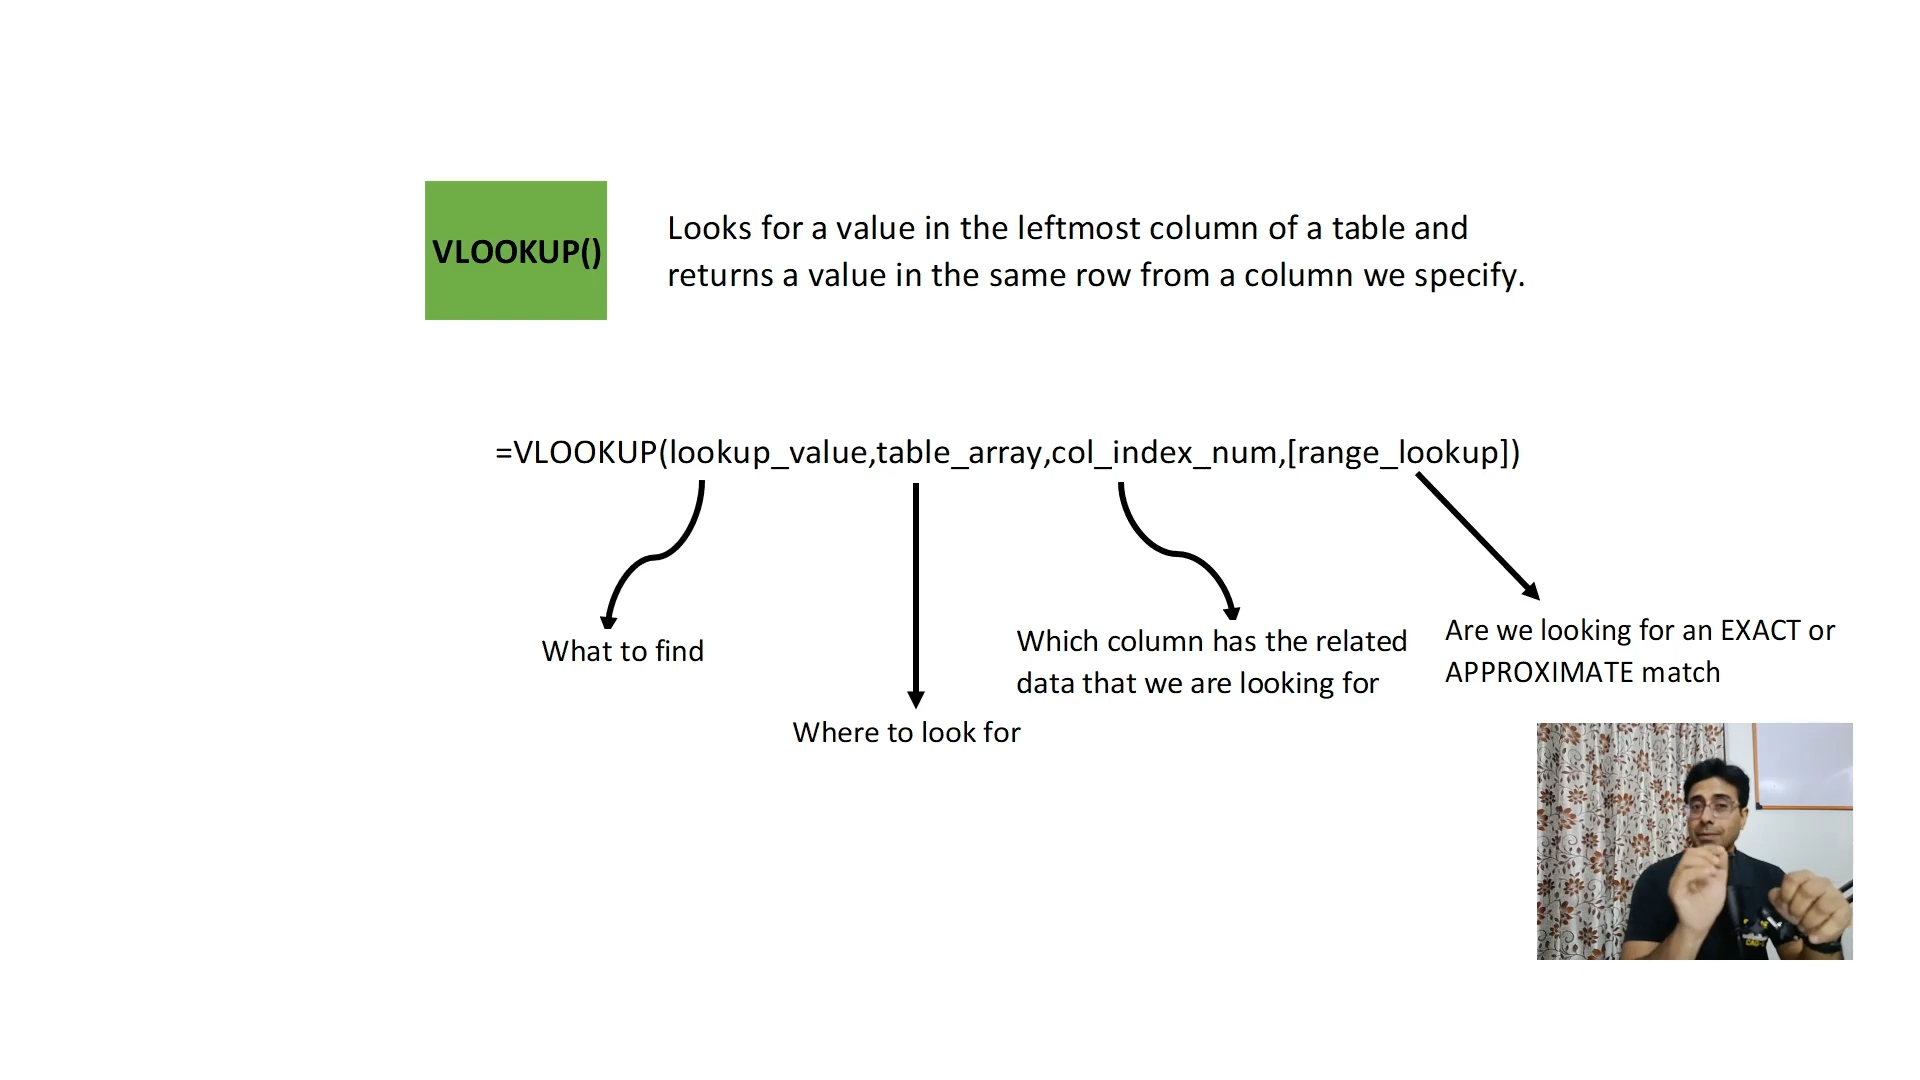 VLOOKUP()
Looks for a value in the leftmost column of a table and
returns a value in the same row from a column we specify.
=VLOOKUP(lookup_value,table_array,col_index_num,[range_lookup])
What to find
Where to look for
Which column has the related
data that we are looking for
Are we looking for an EXACT or
APPROXIMATE match